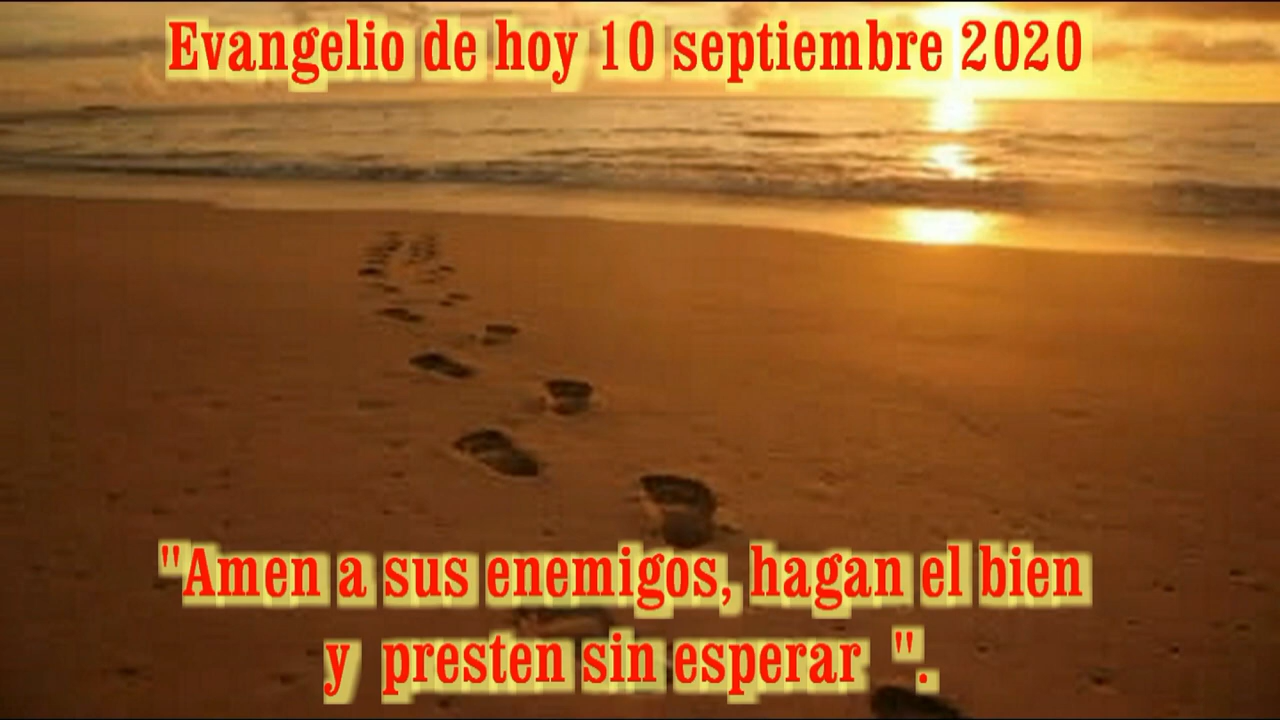 Evangelio de hoy 10 septiembre 2020
"Amen a sus enemigos, hagan el bien
y presten sin esperar ".